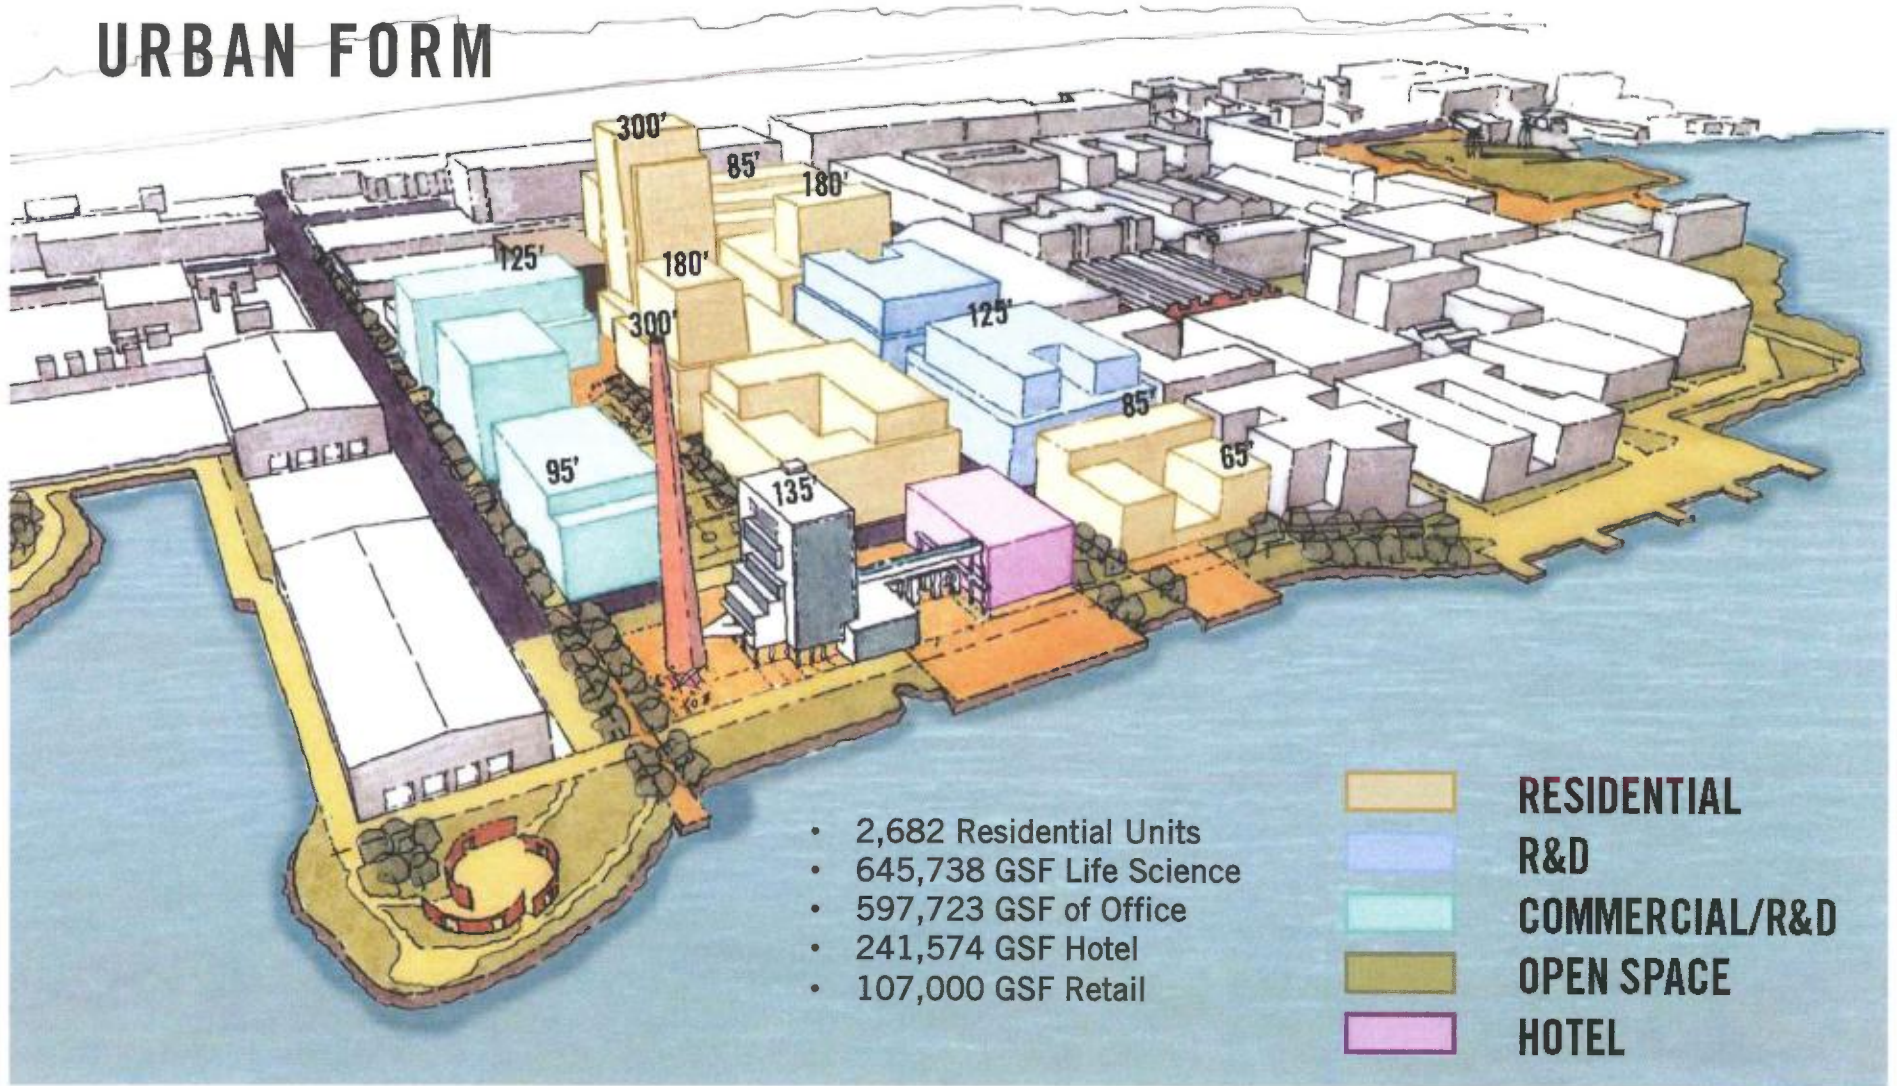 URBAN FORM
300'
85'
180'
125'
180'
300'
125'
85'
65'
95'
135'
• 2,682 Residential Units
• 645,738 GSF Life Science
• 597,723 GSF of Office
• 241,574 GSF Hotel
• 107,000 GSF Retail
RESIDENTIAL
R&D
COMMERCIAL/R&D
OPEN SPACE
HOTEL